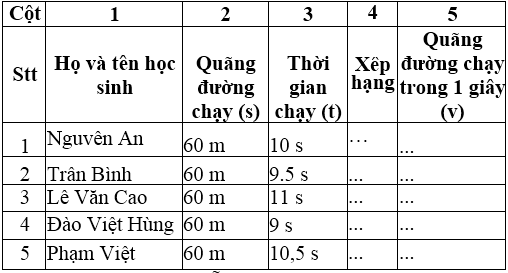 Cột 1 2 3 4 5
Stt Họ và tên học sinh Quãng đường chạy (s) Thời gian chạy (t) Xêp hạng Quãng đường chạy trong 1 giây (v)
1 Nguyên An 60 m 10 s … ...
2 Trân Bình 60 m 9.5 s ... ...
3 Lê Văn Cao 60 m 11 s ... ...
4 Đào Việt Hùng 60 m 9 s ... ...
5 Phạm Việt 60 m 10,5 s ... ...